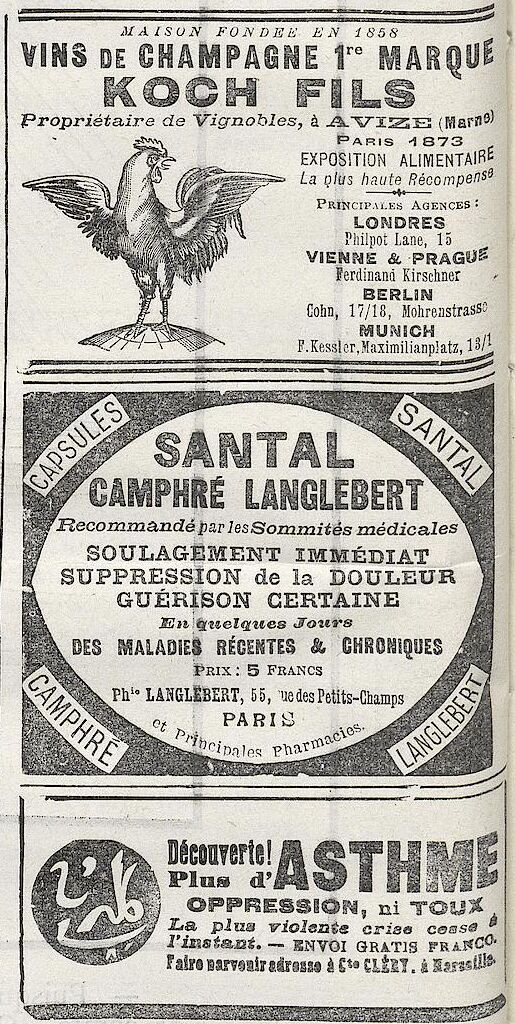 MAISON FONDÉE EN 1858
VINS DE CHAMPAGNE 1re MARQUE
KOCH FILS
Propriétaire de Vignobles, à AVIZE (Marne)
PARIS 1873
EXPOSITION ALIMENTAIRE
La plus haute Récompense
PRINCIPALES AGENCES :
LONDRES
Philpot Lane, 15
VIENNE & PRAGUE
Ferdinand Kirschner
BERLIN
Cohn, 17/18, Mohrenstrasse
MUNICH
F. Kessler, Maximilianplatz, 13/1
CAPSULES
SANTAL
SANTAL
CAMPHRÉ LANGLEBERT
Recommandé par les Sommités médicales
SOULAGEMENT IMMÉDIAT
SUPPRESSION de la DOULEUR
GUÉRISON CERTAINE
En quelques Jours
DES MALADIES RÉCENTES & CHRONIQUES
PRIX : 5 FRANCS
Phie LANGLEBERT, 55, rue des Petits-Champs
PARIS
et Principales Pharmacies.
CAMPHRÉ
LANGLEBERT
Découverte!
Plus d'ASTHME
OPPRESSION, ni TOUX
La plus violente crise cesse à
l'instant. — ENVOI GRATIS FRANCO.
Faire parvenir adresse à Cte CLÉRY, à Marseille.